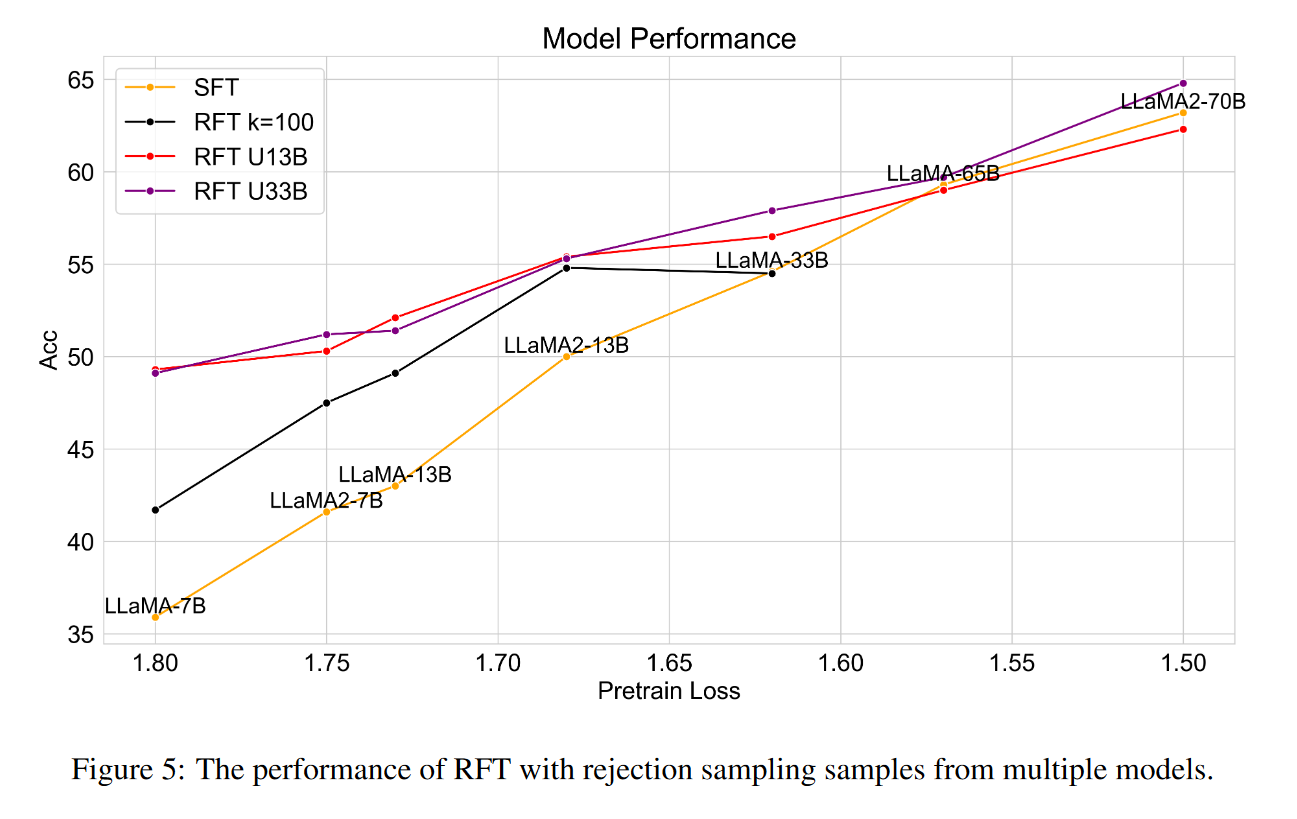 Model Performance
SFT
RFT k=100
RFT U13B
RFT U33B
65
60
55
50
45
40
35
Acc
LLaMA2-70B
LLaMA-65B
LLaMA-33B
LLaMA2-13B
LLaMA-13B
LLaMA2-7B
LLaMA-7B
1.80 1.75 1.70 1.65 1.60 1.55 1.50
Pretrain Loss
Figure 5: The performance of RFT with rejection sampling samples from multiple models.